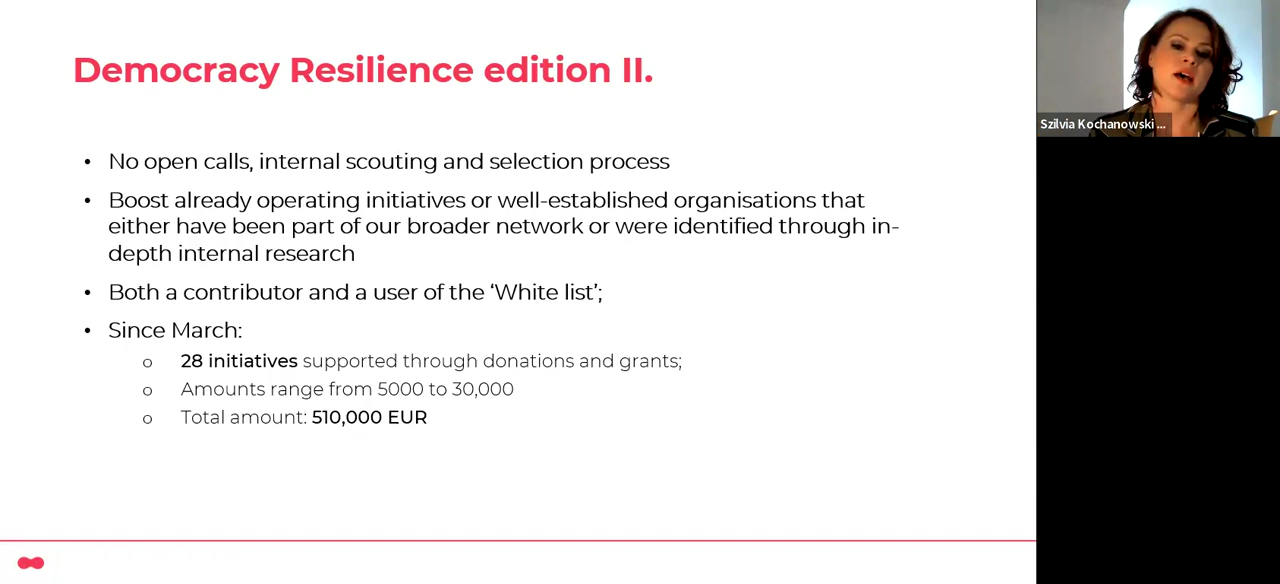 Democracy Resilience edition II.
• No open calls, internal scouting and selection process
• Boost already operating initiatives or well-established organisations that
either have been part of our broader network or were identified through in-
depth internal research
• Both a contributor and a user of the ‘White list’;
• Since March:
o 28 initiatives supported through donations and grants;
o Amounts range from 5000 to 30,000
o Total amount: 510,000 EUR
Szilvia Kochanowski ...